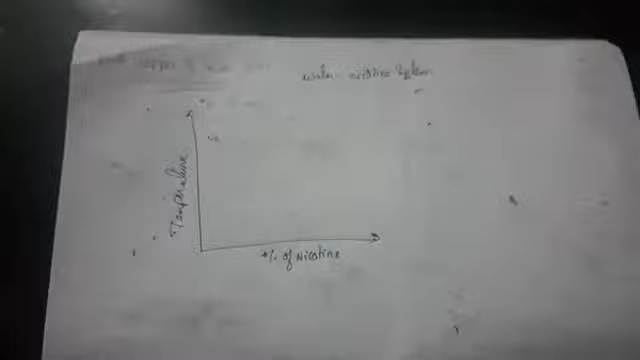 water - nicotine System
Temperature
% of Nicotine